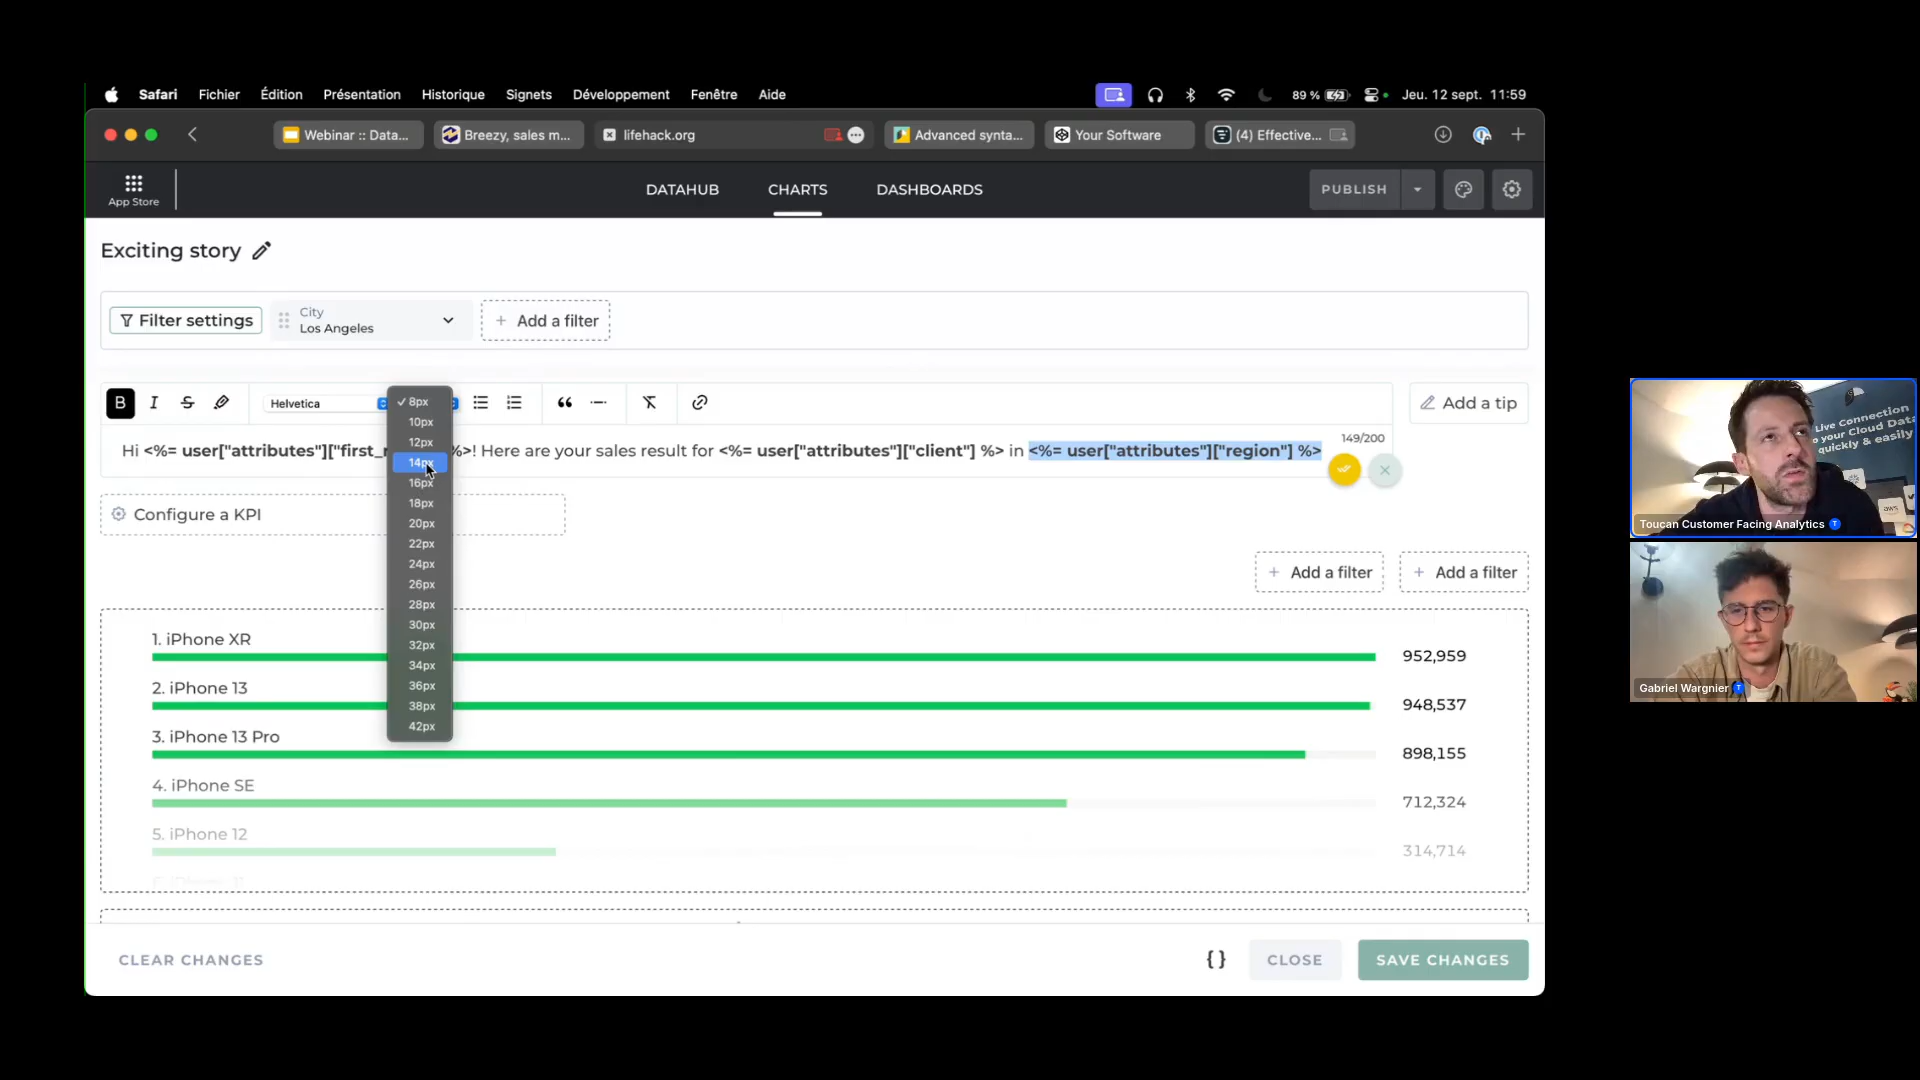 Safari Fichier Édition Présentation Historique Signets Développement Fenêtre Aide 89 % Jeu. 12 sept. 11:59
Webinar :: Data... Breezy, sales m... lifehack.org Advanced synta... Your Software (4) Effective...
App Store DATAHUB CHARTS DASHBOARDS PUBLISH
Exciting story
Filter settings City Los Angeles + Add a filter
B I S Helvetica Add a tip
149/200
Hi <%= user["attributes"]["first_ %>! Here are your sales result for <%= user["attributes"]["client"] %> in <%= user["attributes"]["region"] %>
✓ 8px
10px
12px
14px
16px
18px
20px
22px
24px
26px
28px
30px
32px
34px
36px
38px
42px
Configure a KPI
+ Add a filter + Add a filter
1. iPhone XR 952,959
2. iPhone 13 948,537
3. iPhone 13 Pro 898,155
4. iPhone SE 712,324
5. iPhone 12 314,714
CLEAR CHANGES { } CLOSE SAVE CHANGES
Live Connection
to your Cloud Data
quickly & easily
aws
Toucan Customer Facing Analytics T
Gabriel Wargnier T